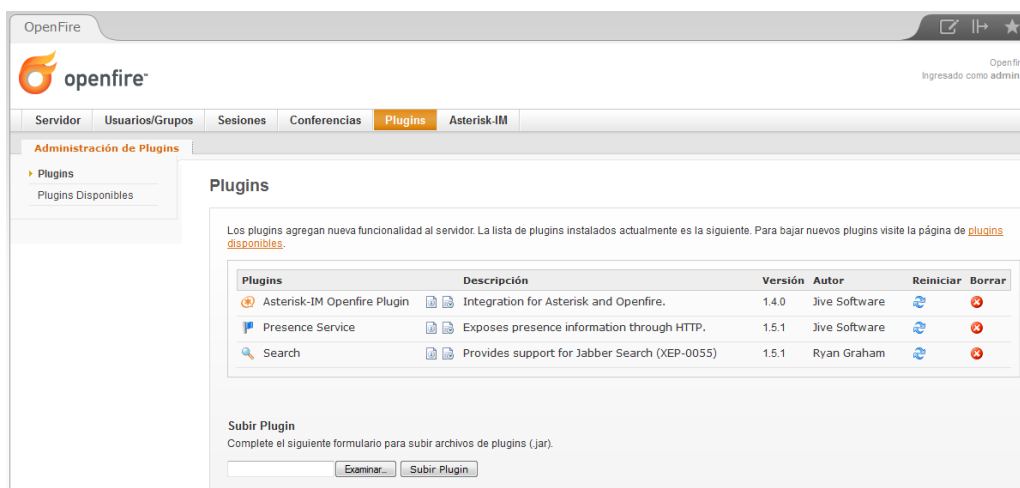 OpenFire
openfire™
Openfir
Ingresado como admin
Servidor Usuarios/Grupos Sesiones Conferencias Plugins Asterisk-IM
Administración de Plugins
Plugins
Plugins Disponibles
Plugins
Los plugins agregan nueva funcionalidad al servidor. La lista de plugins instalados actualmente es la siguiente. Para bajar nuevos plugins visite la página de plugins
disponibles.
Plugins Descripción Versión Autor Reiniciar Borrar
Asterisk-IM Openfire Plugin Integration for Asterisk and Openfire. 1.4.0 Jive Software
Presence Service Exposes presence information through HTTP. 1.5.1 Jive Software
Search Provides support for Jabber Search (XEP-0055) 1.5.1 Ryan Graham
Subir Plugin
Complete el siguiente formulario para subir archivos de plugins (.jar).
Examinar... Subir Plugin